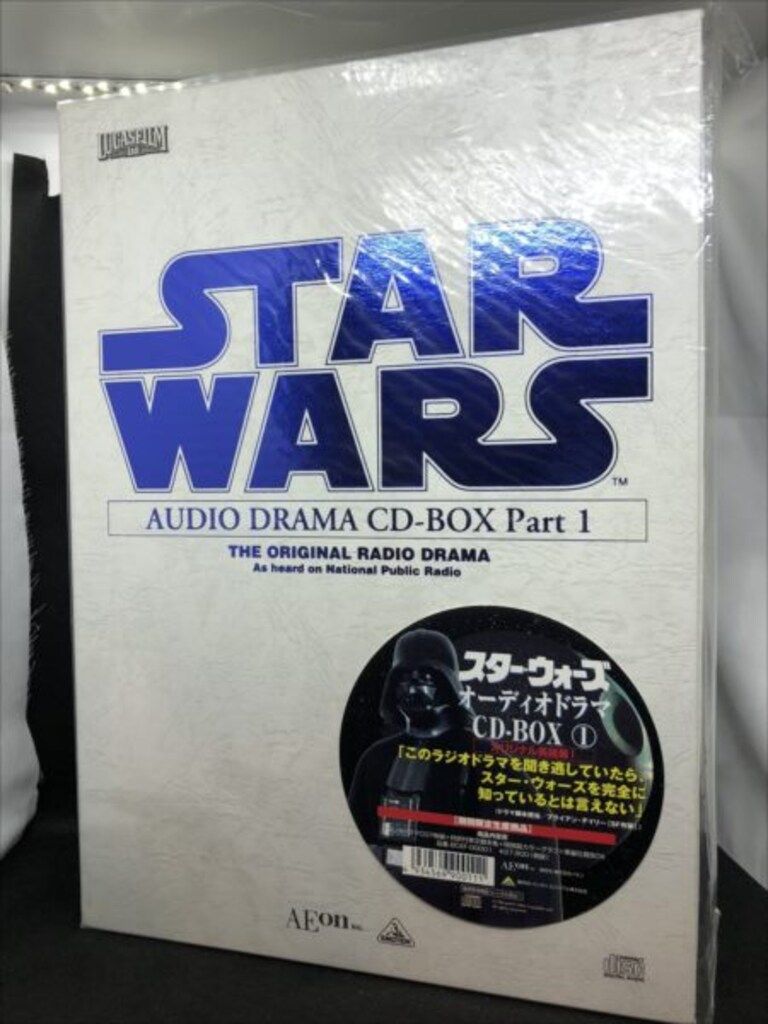 LUCASFILM
Ltd
STAR
WARS
TM
AUDIO DRAMA CD-BOX Part 1
THE ORIGINAL RADIO DRAMA
As heard on National Public Radio
スター・ウォーズ
オーディオドラマ
CD-BOX ①
「このラジオドラマを聞き逃していたら、
スター・ウォーズを完全に
知っているとは言えない」
AEon inc.
EMOTION